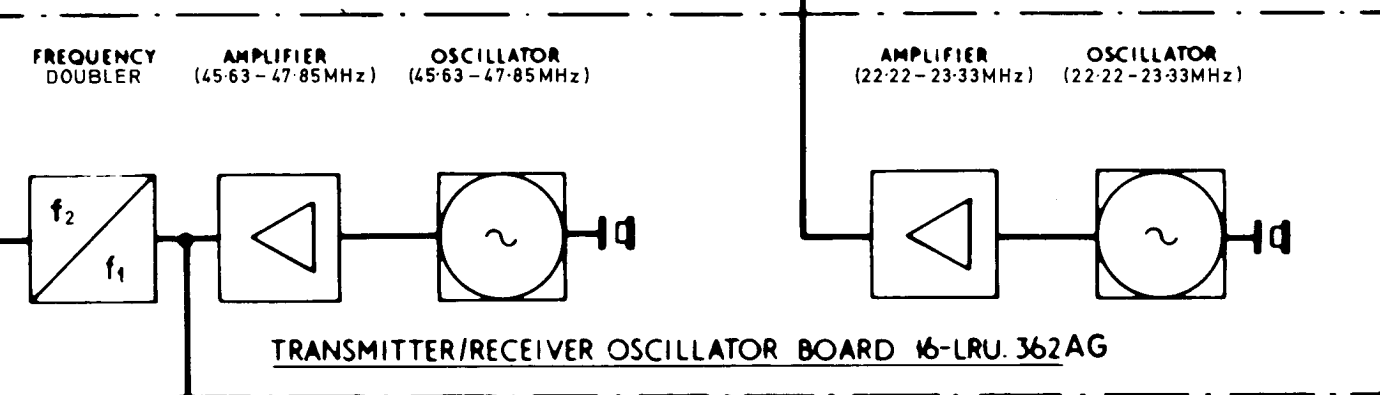 FREQUENCY
DOUBLER
AMPLIFIER
(45·63–47·85MHz)
OSCILLATOR
(45·63–47·85MHz)
AMPLIFIER
(22·22–23·33MHz)
OSCILLATOR
(22·22–23·33MHz)
f₂
f₁
TRANSMITTER/RECEIVER OSCILLATOR BOARD 16-LRU. 362AG